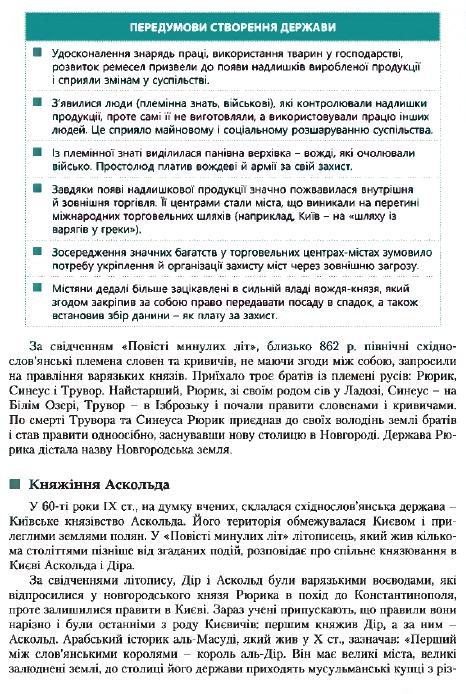 ПЕРЕДУМОВИ СТВОРЕННЯ ДЕРЖАВИ
Удосконалення знарядь праці, використання тварин у господарстві,
розвиток ремесел призвели до появи надлишків виробленої продукції
і сприяли змінам у суспільстві.
З’явилися люди (племінна знать, військові), які контролювали надлишки
продукції, проте самі її не виготовляли, а використовували працю інших
людей. Це сприяло майновому і соціальному розшаруванню суспільства.
Із племінної знаті виділилася панівна верхівка – вожді, які очолювали
військо. Простолюд платив вождеві й армії за свій захист.
Завдяки появі надлишкової продукції значно пожвавилася внутрішня
й зовнішня торгівля. Її центрами стали міста, що виникали на перетині
міжнародних торговельних шляхів (наприклад, Київ – на «шляху із
варягів у греки»).
Зосередження значних багатств у торговельних центрах-містах зумовило
потребу укріплення й організації захисту міст через зовнішню загрозу.
Містяни дедалі більше зацікавлені в сильній владі вождя-князя, який
згодом закріпив за собою право передавати посаду в спадок, а також
встановив збір данини – як плату за захист.
За свідченням «Повісті минулих літ», близько 862 р. північні східно-
слов’янські племена словен та кривичів, не маючи згоди між собою, запросили
на правління варязьких князів. Приїхало троє братів із племені русів: Рюрик,
Синеус і Трувор. Найстарший, Рюрик, зі своїм родом сів у Ладозі, Синеус – на
Білім Озері, Трувор – в Ізборську і почали правити словенами і кривичами.
По смерті Трувора та Синеуса Рюрик приєднав до своїх володінь землі братів
і став правити одноосібно, заснувавши нову столицю в Новгороді. Держава Рю-
рика дістала назву Новгородська земля.
Княжіння Аскольда
У 60-ті роки IX ст., на думку вчених, склалася східнослов’янська держава –
Київське князівство Аскольда. Його територія обмежувалася Києвом і при-
леглими землями полян. У «Повісті минулих літ» літописець, який жив кілько-
ма століттями пізніше від згаданих подій, розповідає про спільне князювання в
Києві Аскольда і Діра.
За свідченнями літопису, Дір і Аскольд були варязькими воєводами, які
відпросилися у новгородського князя Рюрика в похід до Константинополя,
проте залишилися правити в Києві. Зараз учені припускають, що правили вони
нарізно і були останніми з роду Києвичів: першим княжив Дір, а за ним –
Аскольд. Арабський історик аль-Масуді, який жив у X ст., зазначав: «Перший
між слов’янськими королями – король аль-Дір. Він має великі міста, великі
залюднені землі, до столиці його держави приходять мусульманські купці з різ-